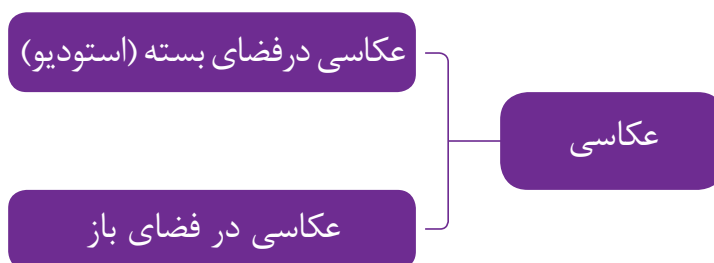 عکاسی
عکاسی درفضای بسته (استودیو)
عکاسی در فضای باز